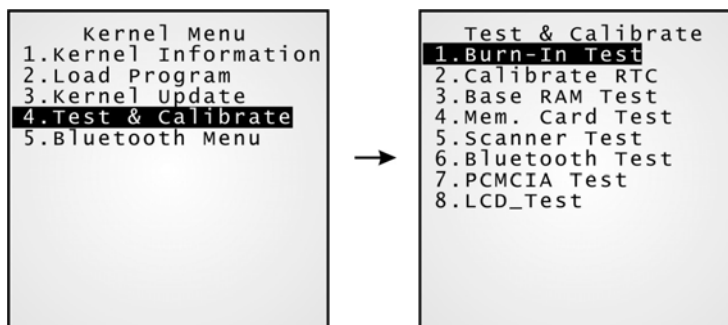 Kernel Menu
1.Kernel Information
2.Load Program
3.Kernel Update
4.Test & Calibrate
5.Bluetooth Menu
Test & Calibrate
1.Burn-In Test
2.Calibrate RTC
3.Base RAM Test
4.Mem. Card Test
5.Scanner Test
6.Bluetooth Test
7.PCMCIA Test
8.LCD_Test